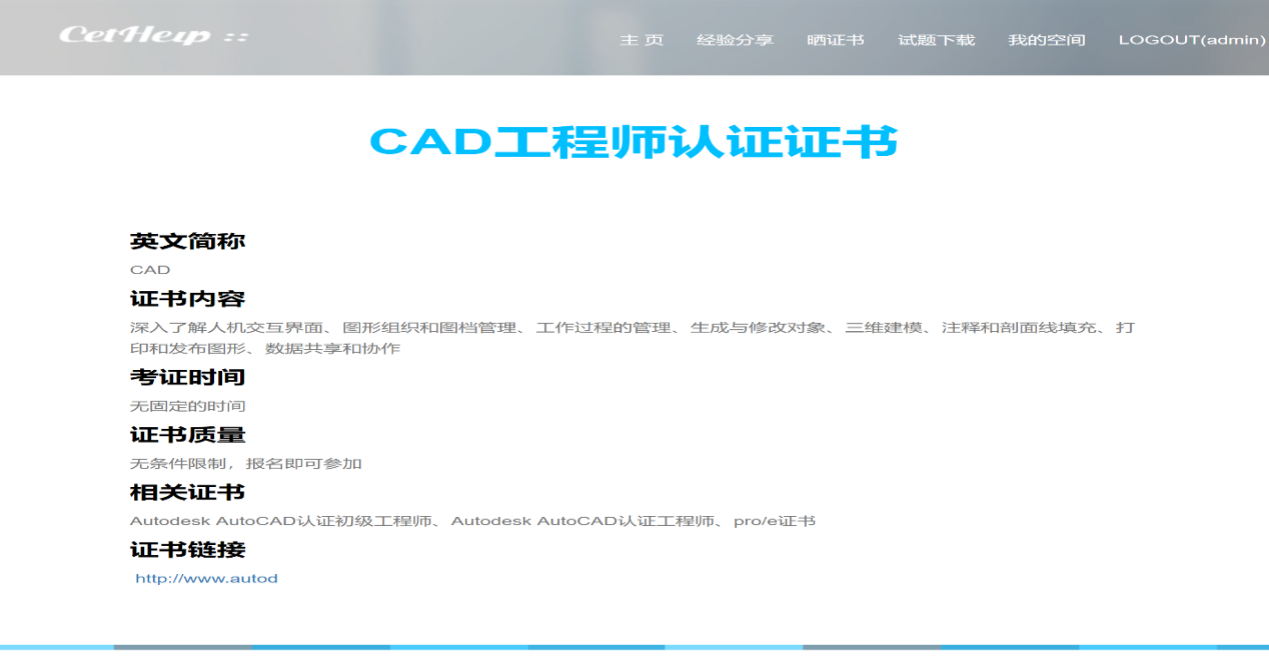 CetHelp ::
主 页 经验分享 晒证书 试题下载 我的空间 LOGOUT(admin)
CAD工程师认证证书
英文简称
CAD
证书内容
深入了解人机交互界面、图形组织和图档管理、工作过程的管理、生成与修改对象、三维建模、注释和剖面线填充、打
印和发布图形、数据共享和协作
考证时间
无固定的时间
证书质量
无条件限制，报名即可参加
相关证书
Autodesk AutoCAD认证初级工程师、Autodesk AutoCAD认证工程师、pro/e证书
证书链接
http://www.autod